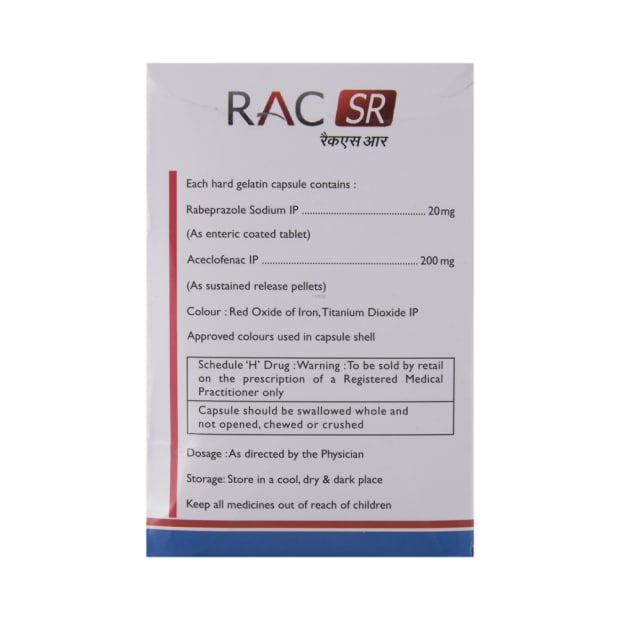 RAC SR
रैकएस आर
Each hard gelatin capsule contains :
Rabeprazole Sodium IP ............................................. 20mg
(As enteric coated tablet)
Aceclofenac IP ......................................................... 200 mg
(As sustained release pellets)
Colour : Red Oxide of Iron, Titanium Dioxide IP
Approved colours used in capsule shell
Schedule 'H' Drug :Warning :To be sold by retail
on the prescription of a Registered Medical
Practitioner only
Capsule should be swallowed whole and
not opened, chewed or crushed
Dosage :As directed by the Physician
Storage: Store in a cool, dry & dark place
Keep all medicines out of reach of children